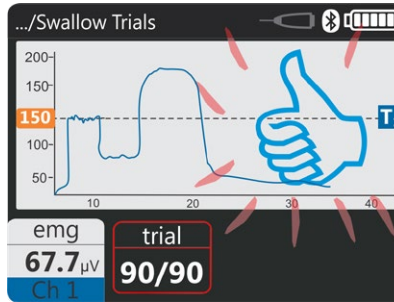 .../Swallow Trials
200-
150-
150
100-
50-
T
10
20
30
40
emg
67.7μV
Ch 1
trial
90/90